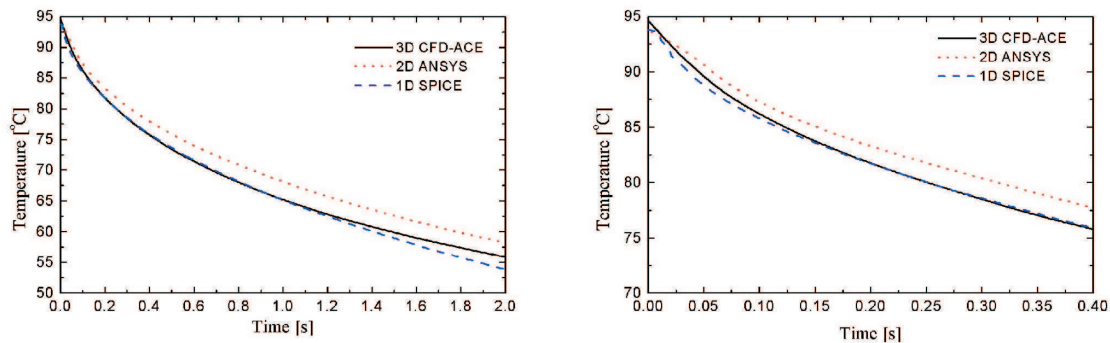 95
90
85
80
75
70
65
60
55
50
Temperature [°C]
3D CFD-ACE
2D ANSYS
1D SPICE
0.0 0.2 0.4 0.6 0.8 1.0 1.2 1.4 1.6 1.8 2.0
Time [s]
95
90
85
80
75
70
Temperature [°C]
3D CFD-ACE
2D ANSYS
1D SPICE
0.00 0.05 0.10 0.15 0.20 0.25 0.30 0.35 0.40
Time [s]